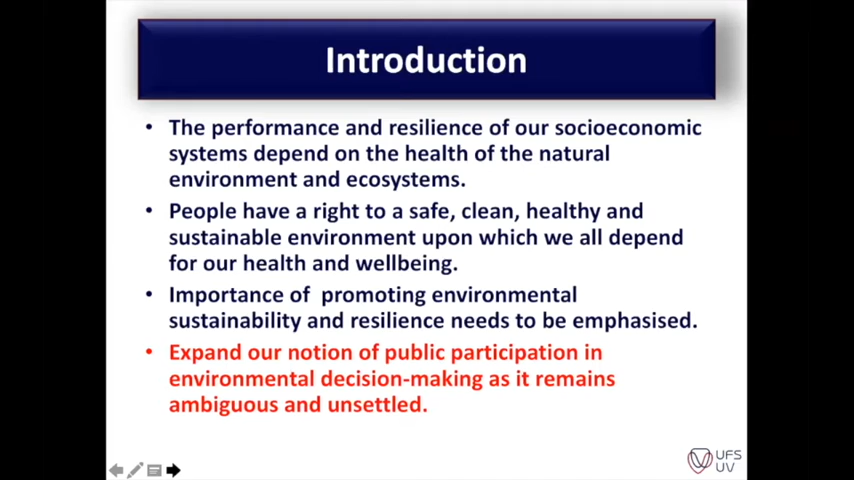 Introduction
• The performance and resilience of our socioeconomic
systems depend on the health of the natural
environment and ecosystems.
• People have a right to a safe, clean, healthy and
sustainable environment upon which we all depend
for our health and wellbeing.
• Importance of  promoting environmental
sustainability and resilience needs to be emphasised.
• Expand our notion of public participation in
environmental decision-making as it remains
ambiguous and unsettled.
UFS
UV